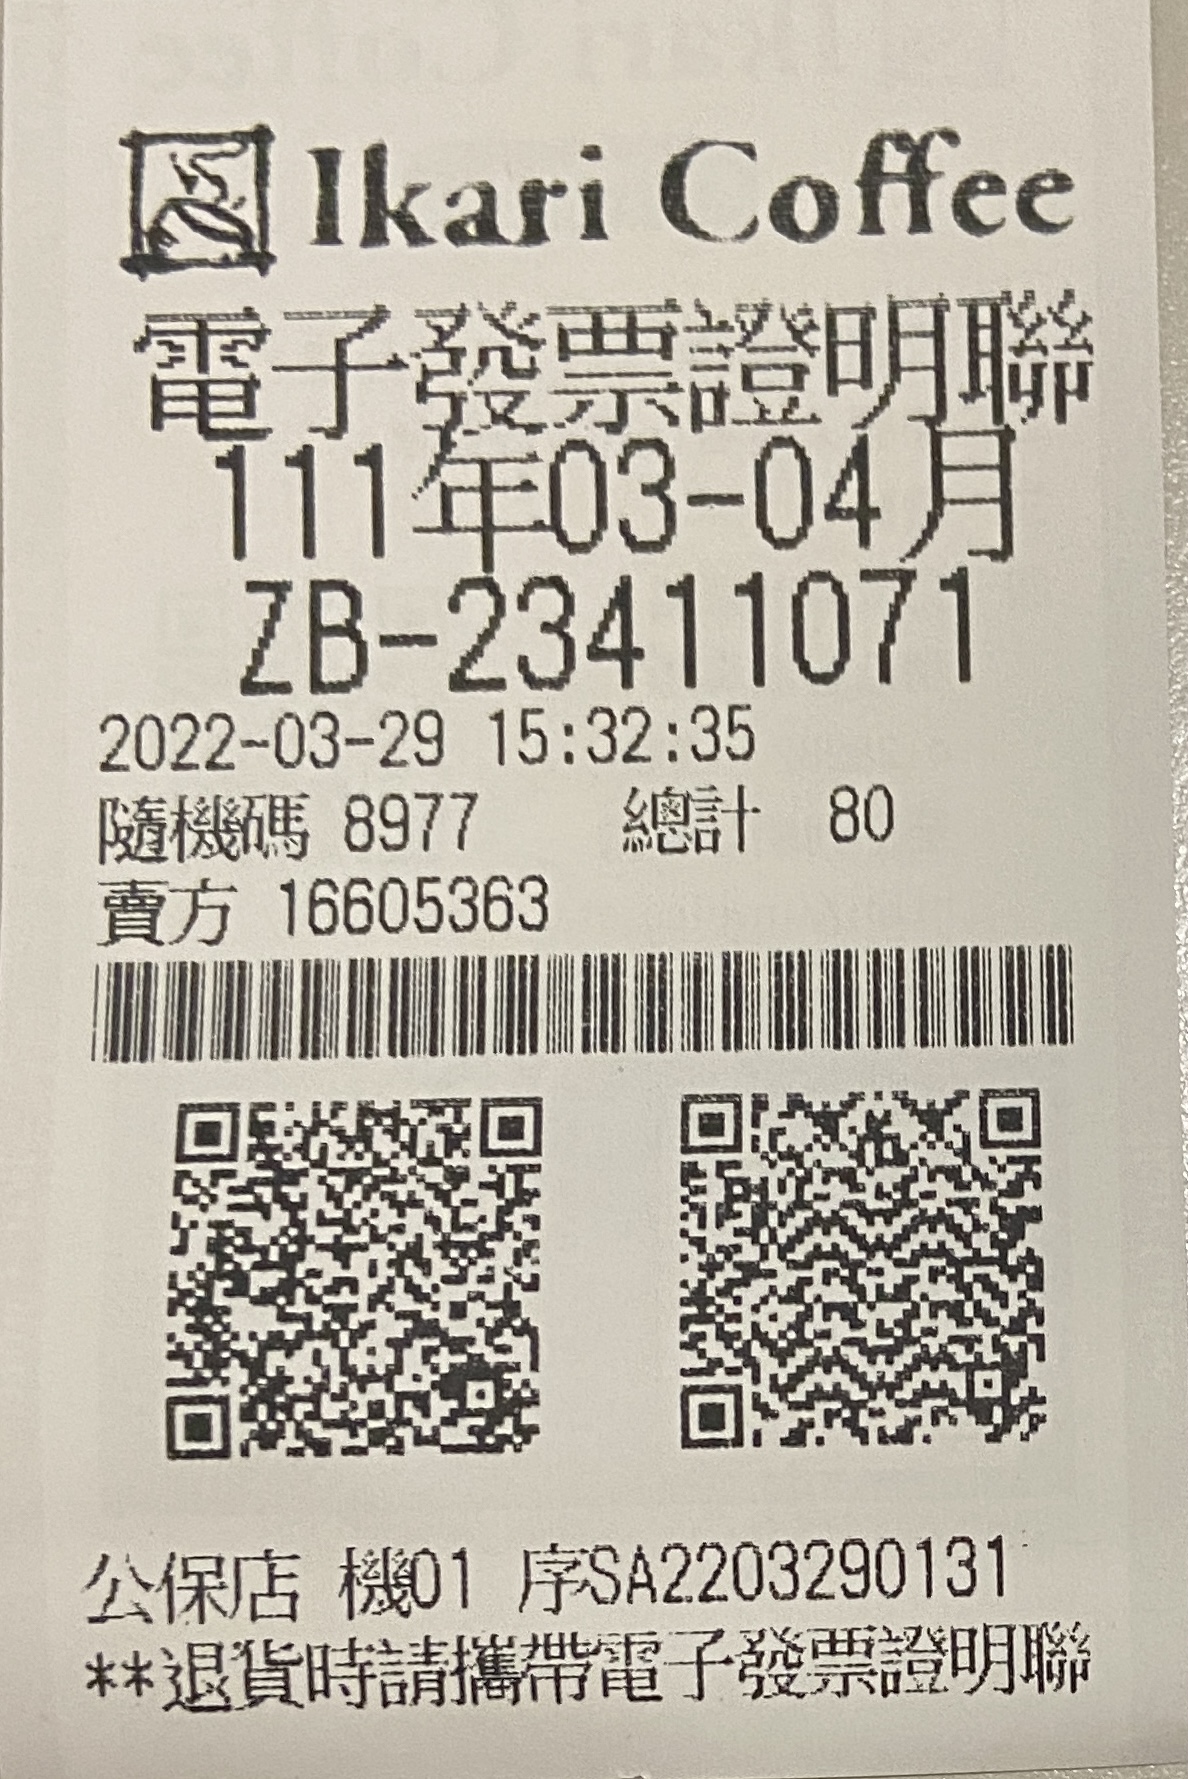 Ikari Coffee
電子發票證明聯
111年03-04月
ZB-23411071
2022-03-29 15:32:35
隨機碼 8977 總計 80
賣方 16605363
公保店 機01 序SA2203290131
**退貨時請攜帶電子發票證明聯